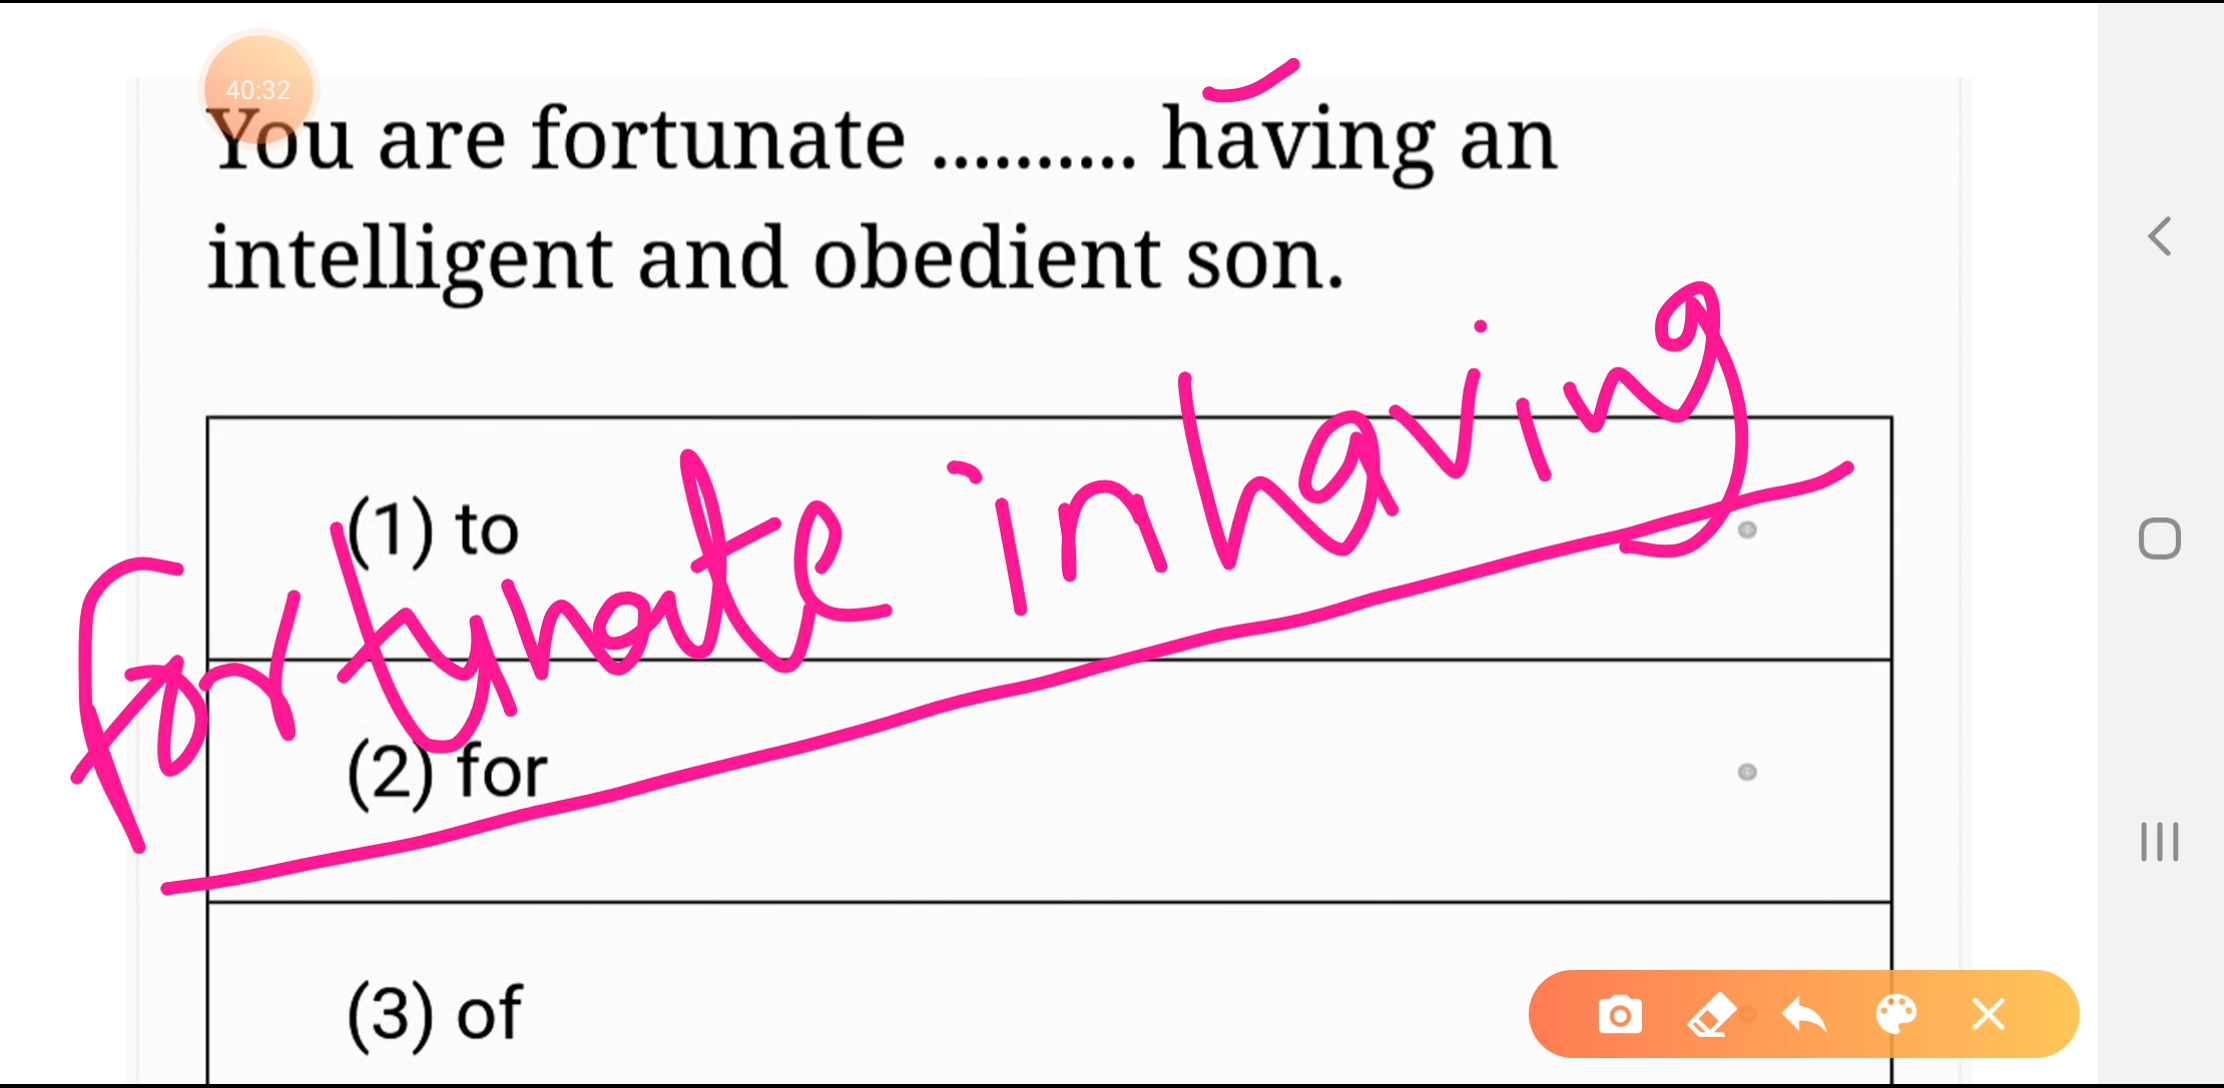 40:32
You are fortunate .......... having an
intelligent and obedient son.
fortunate in having
(1) to
(2) for
(3) of